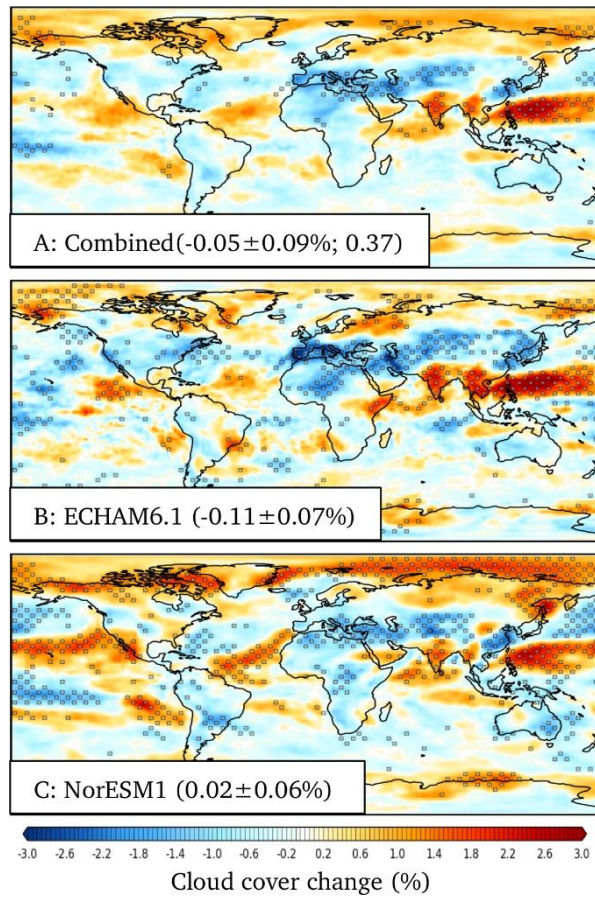 A: Combined(-0.05±0.09%; 0.37)
B: ECHAM6.1 (-0.11±0.07%)
C: NorESM1 (0.02±0.06%)
-3.0 -2.6 -2.2 -1.8 -1.4 -1.0 -0.6 -0.2 0.2 0.6 1.0 1.4 1.8 2.2 2.6 3.0
Cloud cover change (%)